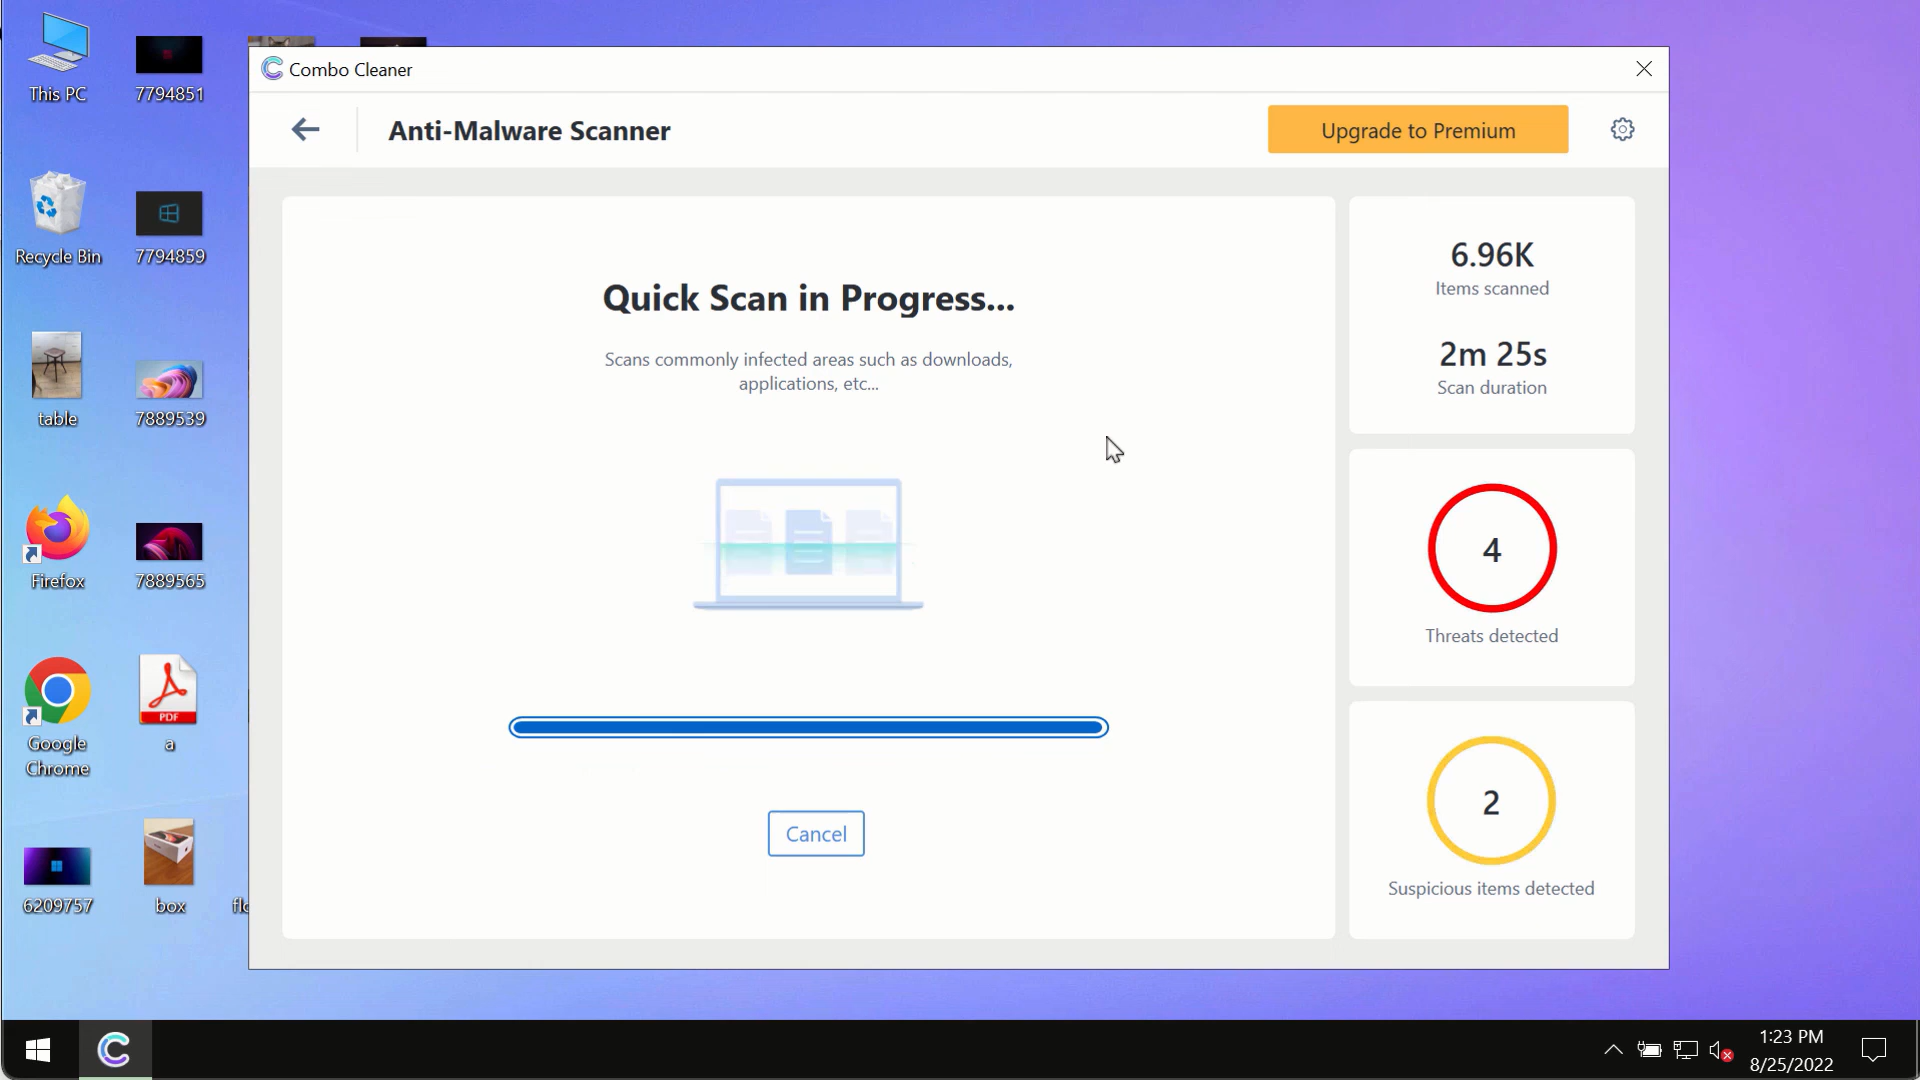 This PC
7794851
Recycle Bin
7794859
table
7889539
Firefox
7889565
Google
Chrome
PDF
a
6209757
box
Combo Cleaner
Anti-Malware Scanner
Upgrade to Premium
Quick Scan in Progress...
Scans commonly infected areas such as downloads,
applications, etc...
Cancel
6.96K
Items scanned
2m 25s
Scan duration
4
Threats detected
2
Suspicious items detected
1:23 PM
8/25/2022